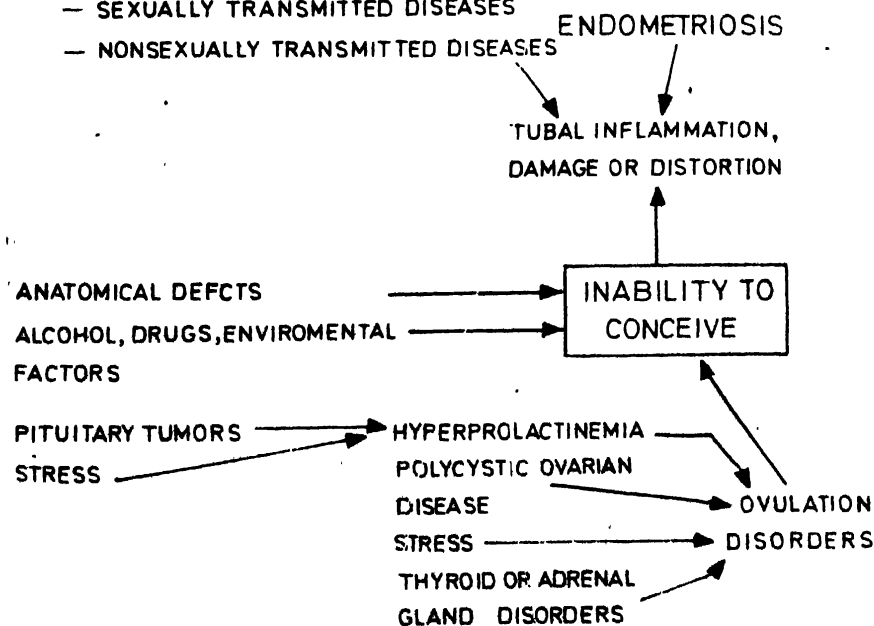 — SEXUALLY TRANSMITTED DISEASES
— NONSEXUALLY TRANSMITTED DISEASES
ENDOMETRIOSIS
TUBAL INFLAMMATION,
DAMAGE OR DISTORTION
ANATOMICAL DEFCTS
INABILITY TO
CONCEIVE
ALCOHOL, DRUGS, ENVIROMENTAL
FACTORS
PITUITARY TUMORS
STRESS
HYPERPROLACTINEMIA
POLYCYSTIC OVARIAN
DISEASE
STRESS
THYROID OR ADRENAL
GLAND DISORDERS
OVULATION
DISORDERS